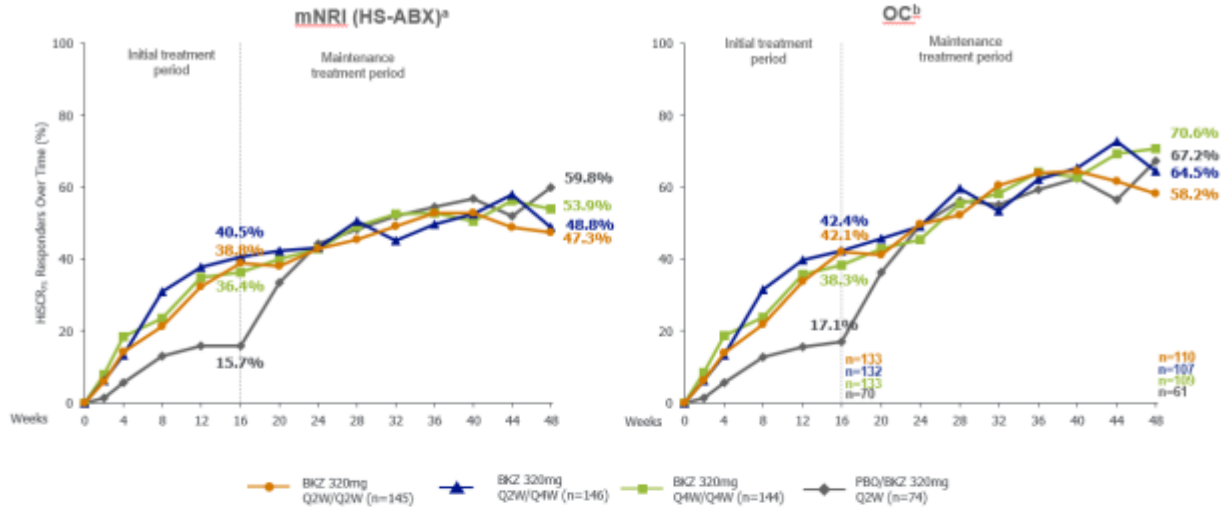 mNRI (HS-ABX)ᵃ
HiSCR₇₅ Responders Over Time (%)
Initial treatment
period
Maintenance
treatment period
100
80
60
40
20
0
59.8%
53.9%
48.8%
47.3%
40.5%
38.8%
36.4%
15.7%
Weeks
0 4 8 12 16 20 24 28 32 36 40 44 48
OCᵇ
Initial treatment
period
Maintenance
treatment period
100
80
60
40
20
0
70.6%
67.2%
64.5%
58.2%
42.4%
42.1%
38.3%
17.1%
n=133
n=132
n=133
n=70
n=110
n=107
n=109
n=61
Weeks
0 4 8 12 16 20 24 28 32 36 40 44 48
BKZ 320mg
Q2W/Q2W (n=145)
BKZ 320mg
Q2W/Q4W (n=146)
BKZ 320mg
Q4W/Q4W (n=144)
PBO/BKZ 320mg
Q2W (n=74)